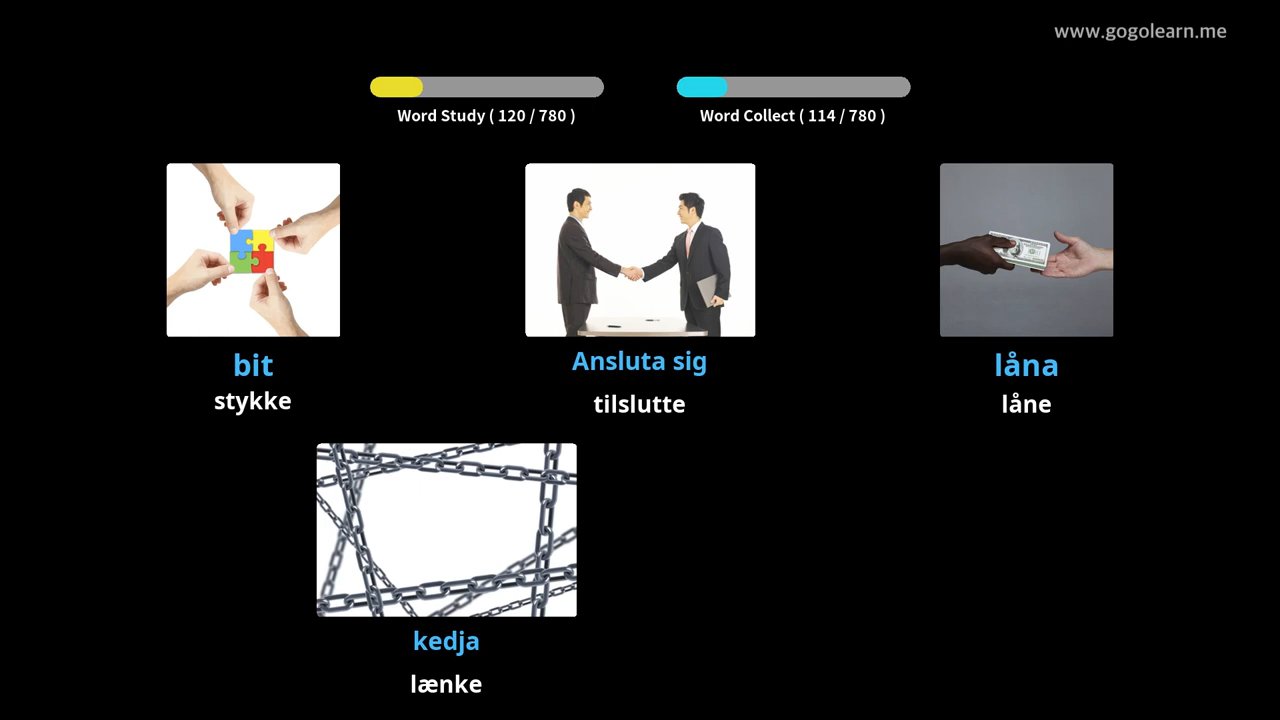 www.gogolearn.me
Word Study ( 120 / 780 )
Word Collect ( 114 / 780 )
bit
stykke
Ansluta sig
tilslutte
låna
låne
kedja
lænke